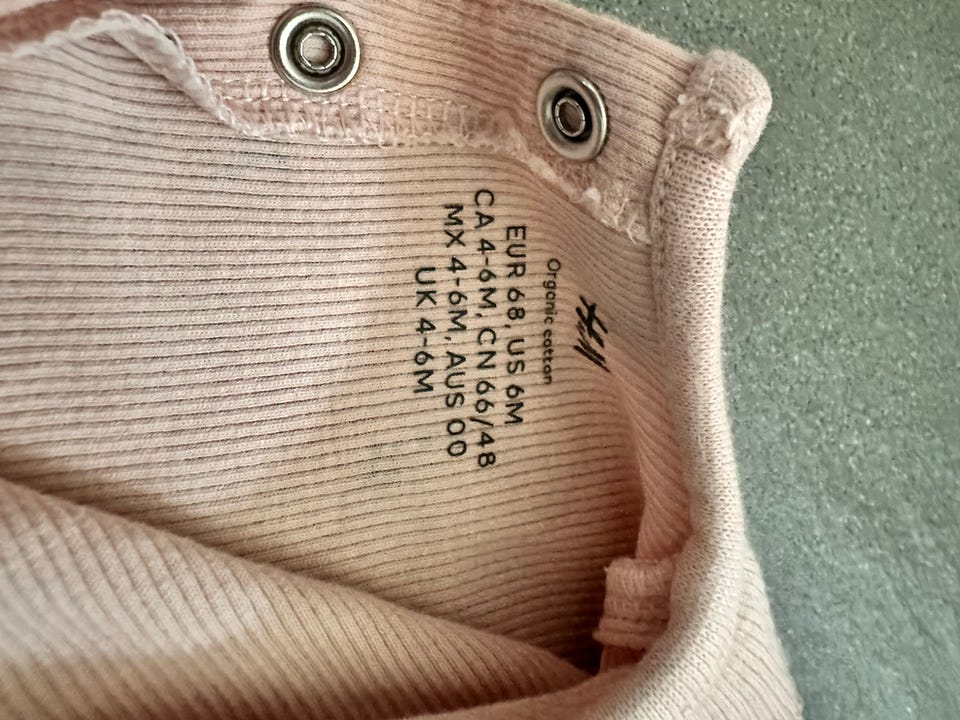 H&M
Organic cotton
EUR 68, US 6M
CA 4-6M, CN 66/48
MX 4-6M, AUS 00
UK 4-6M